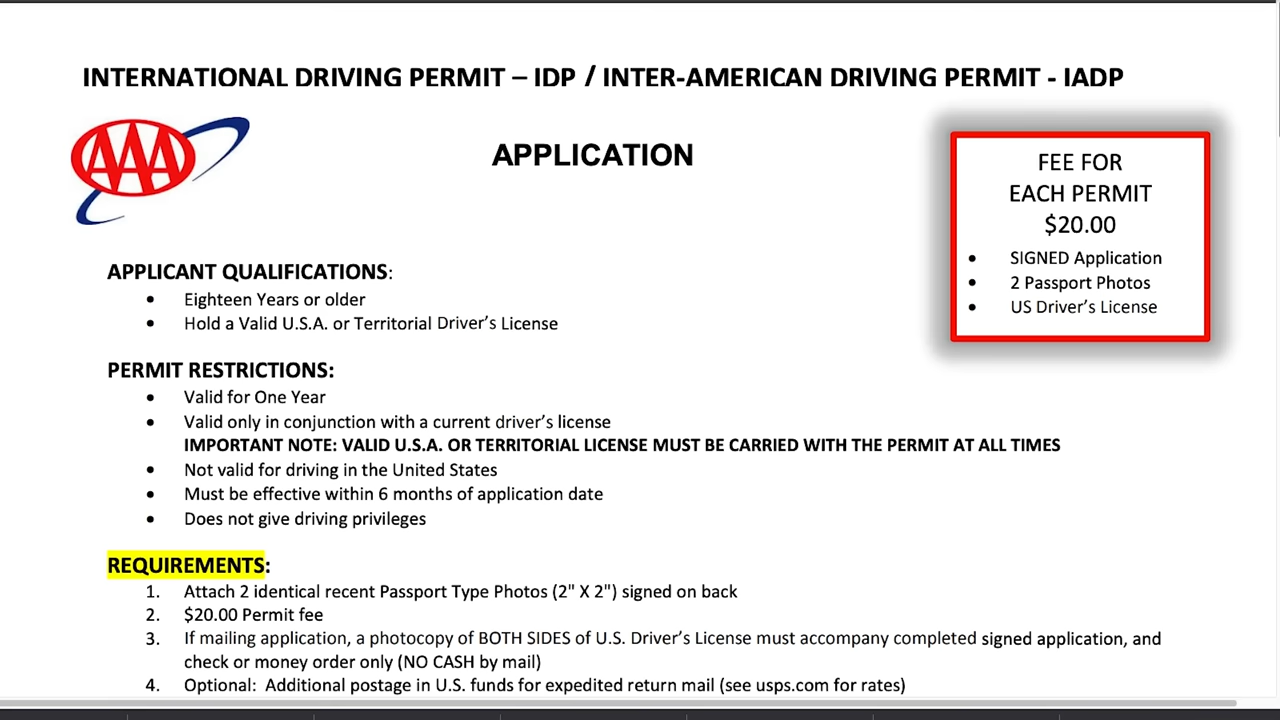 INTERNATIONAL DRIVING PERMIT – IDP / INTER-AMERICAN DRIVING PERMIT - IADP
AAA
APPLICATION
FEE FOR
EACH PERMIT
$20.00
• SIGNED Application
• 2 Passport Photos
• US Driver’s License
APPLICANT QUALIFICATIONS:
• Eighteen Years or older
• Hold a Valid U.S.A. or Territorial Driver’s License
PERMIT RESTRICTIONS:
• Valid for One Year
• Valid only in conjunction with a current driver’s license
IMPORTANT NOTE: VALID U.S.A. OR TERRITORIAL LICENSE MUST BE CARRIED WITH THE PERMIT AT ALL TIMES
• Not valid for driving in the United States
• Must be effective within 6 months of application date
• Does not give driving privileges
REQUIREMENTS:
1. Attach 2 identical recent Passport Type Photos (2" X 2") signed on back
2. $20.00 Permit fee
3. If mailing application, a photocopy of BOTH SIDES of U.S. Driver’s License must accompany completed signed application, and
check or money order only (NO CASH by mail)
4. Optional: Additional postage in U.S. funds for expedited return mail (see usps.com for rates)